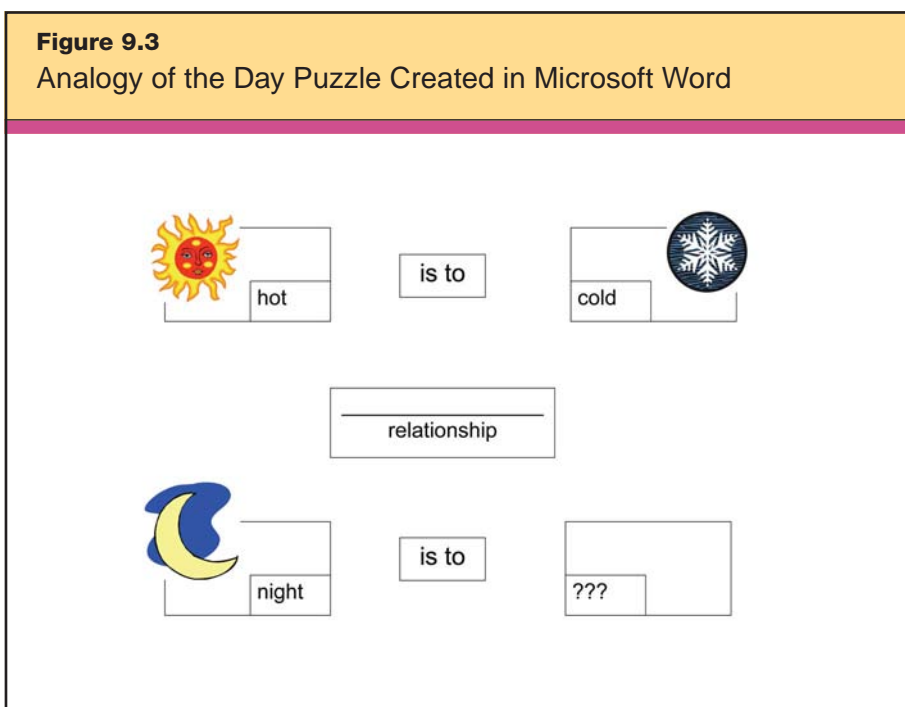 Figure 9.3
Analogy of the Day Puzzle Created in Microsoft Word
hot
is to
cold
relationship
night
is to
???